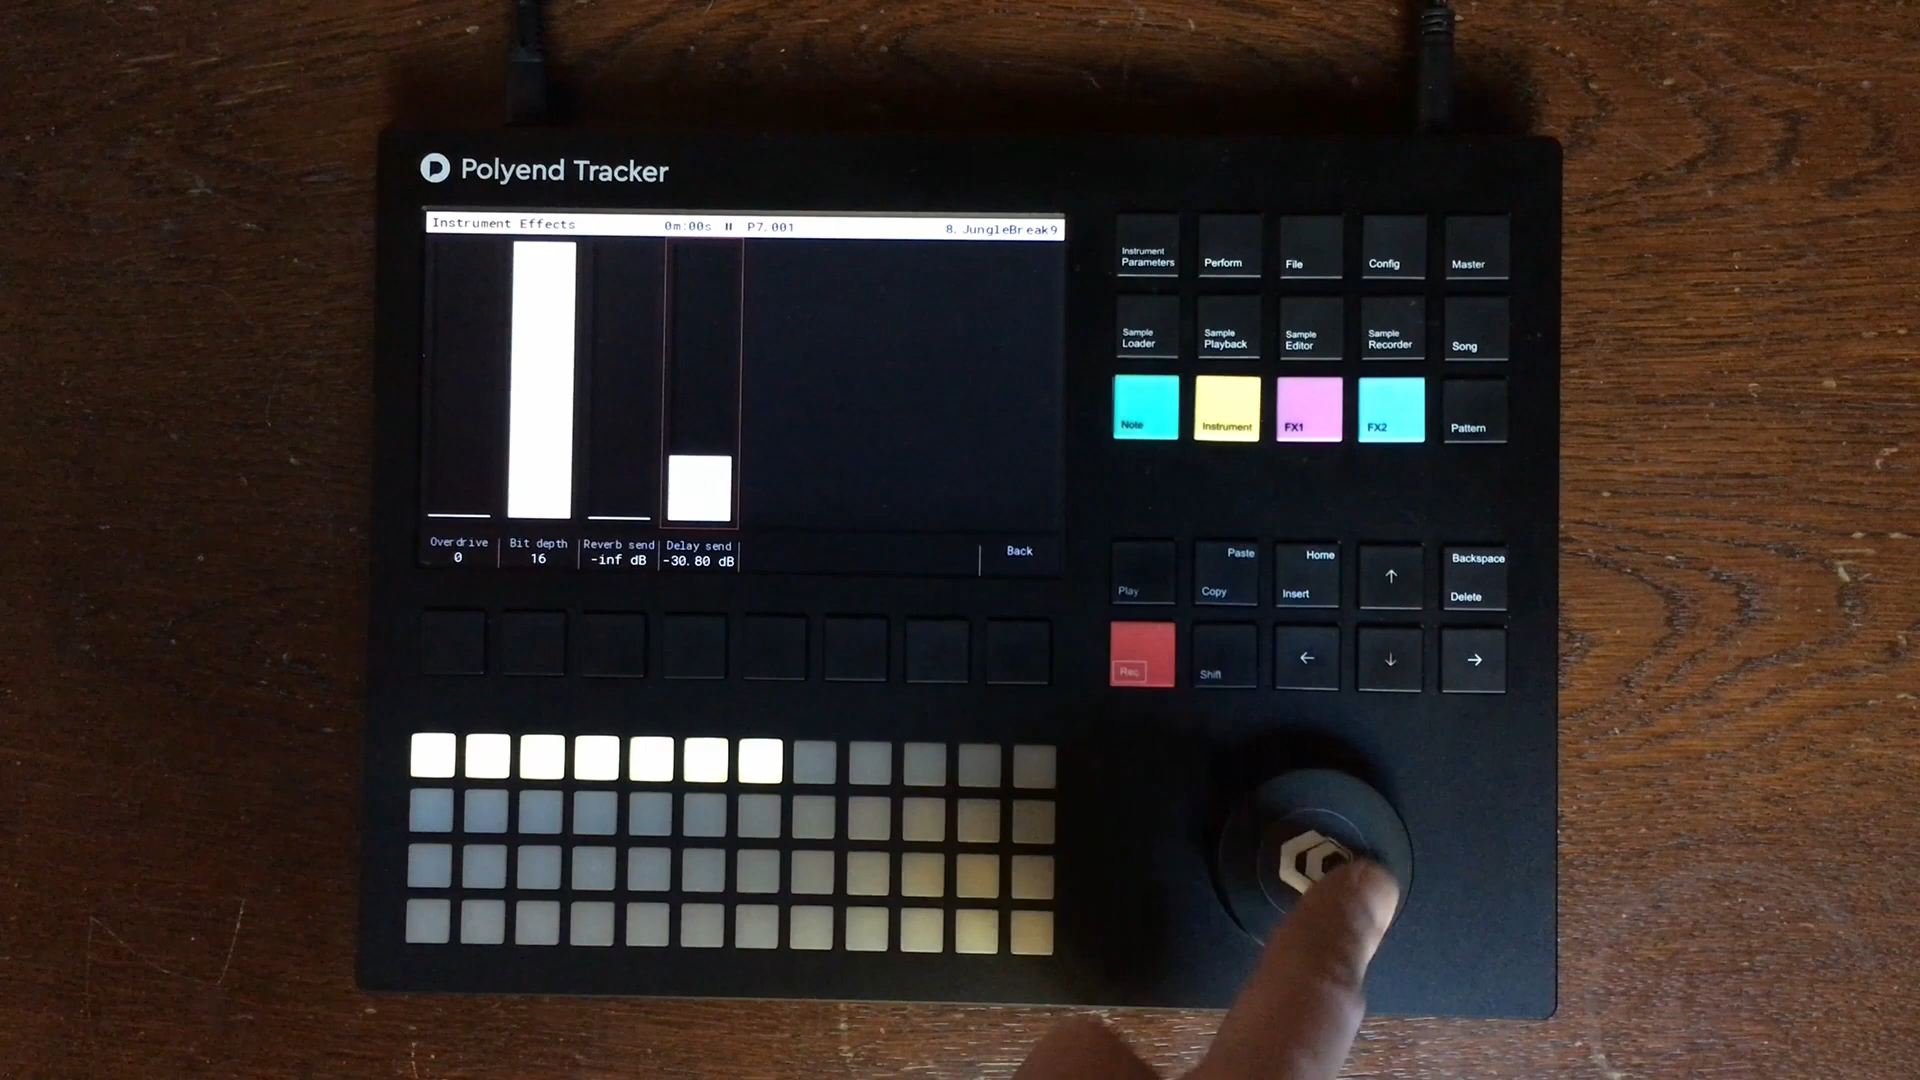 Polyend Tracker
Instrument Effects 0m:00s P7.001 8. JungleBreak9
Overdrive Bit depth Reverb send Delay send Back
0 16 -inf dB -30.80 dB
Instrument Parameters
Perform
File
Config
Master
Sample Loader
Sample Playback
Sample Editor
Sample Recorder
Song
Note
Instrument
FX1
FX2
Pattern
Play
Paste
Copy
Home
Insert
↑
Backspace
Delete
Rec
Shift
←
↓
→